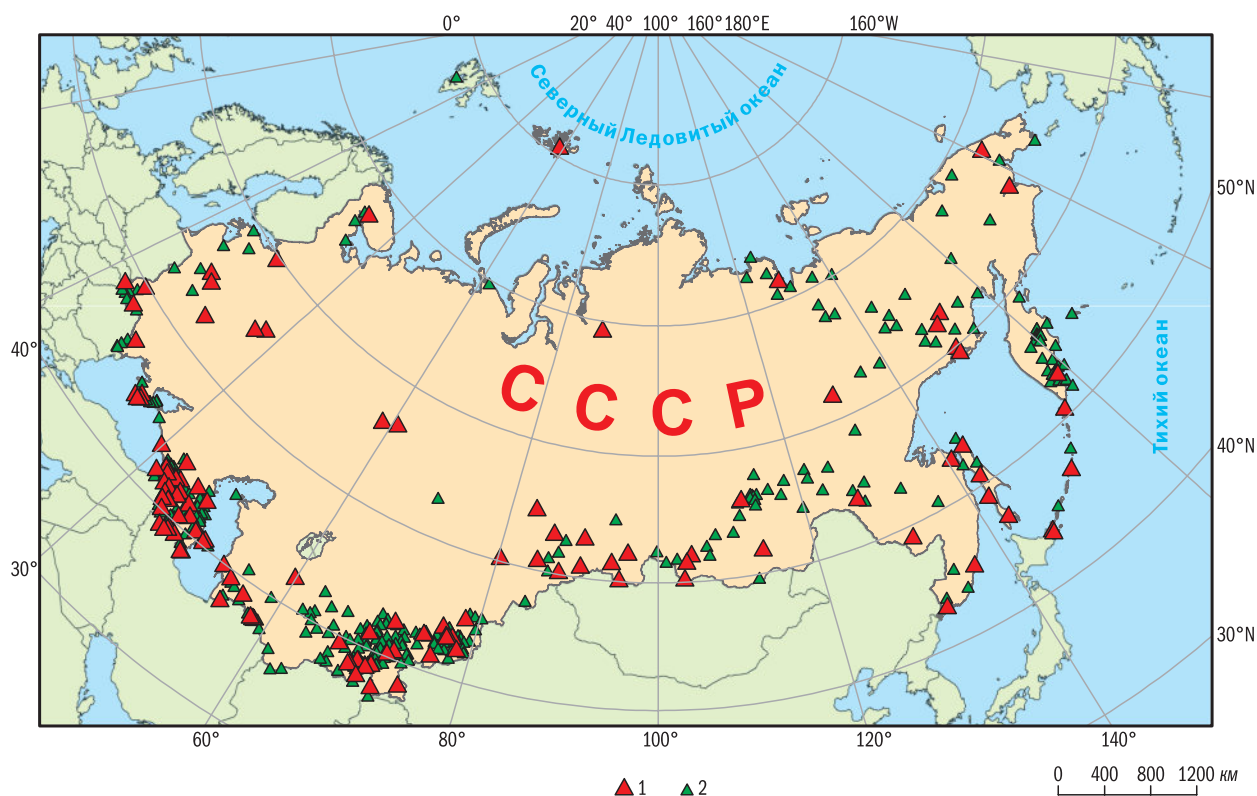 0° 20° 40° 100° 160° 180°E 160°W
Северный Ледовитый океан
50°N
40°
Тихий океан
С С С Р
40°N
30°
30°N
60° 80° 100° 120° 140°
1 2
0 400 800 1200 км